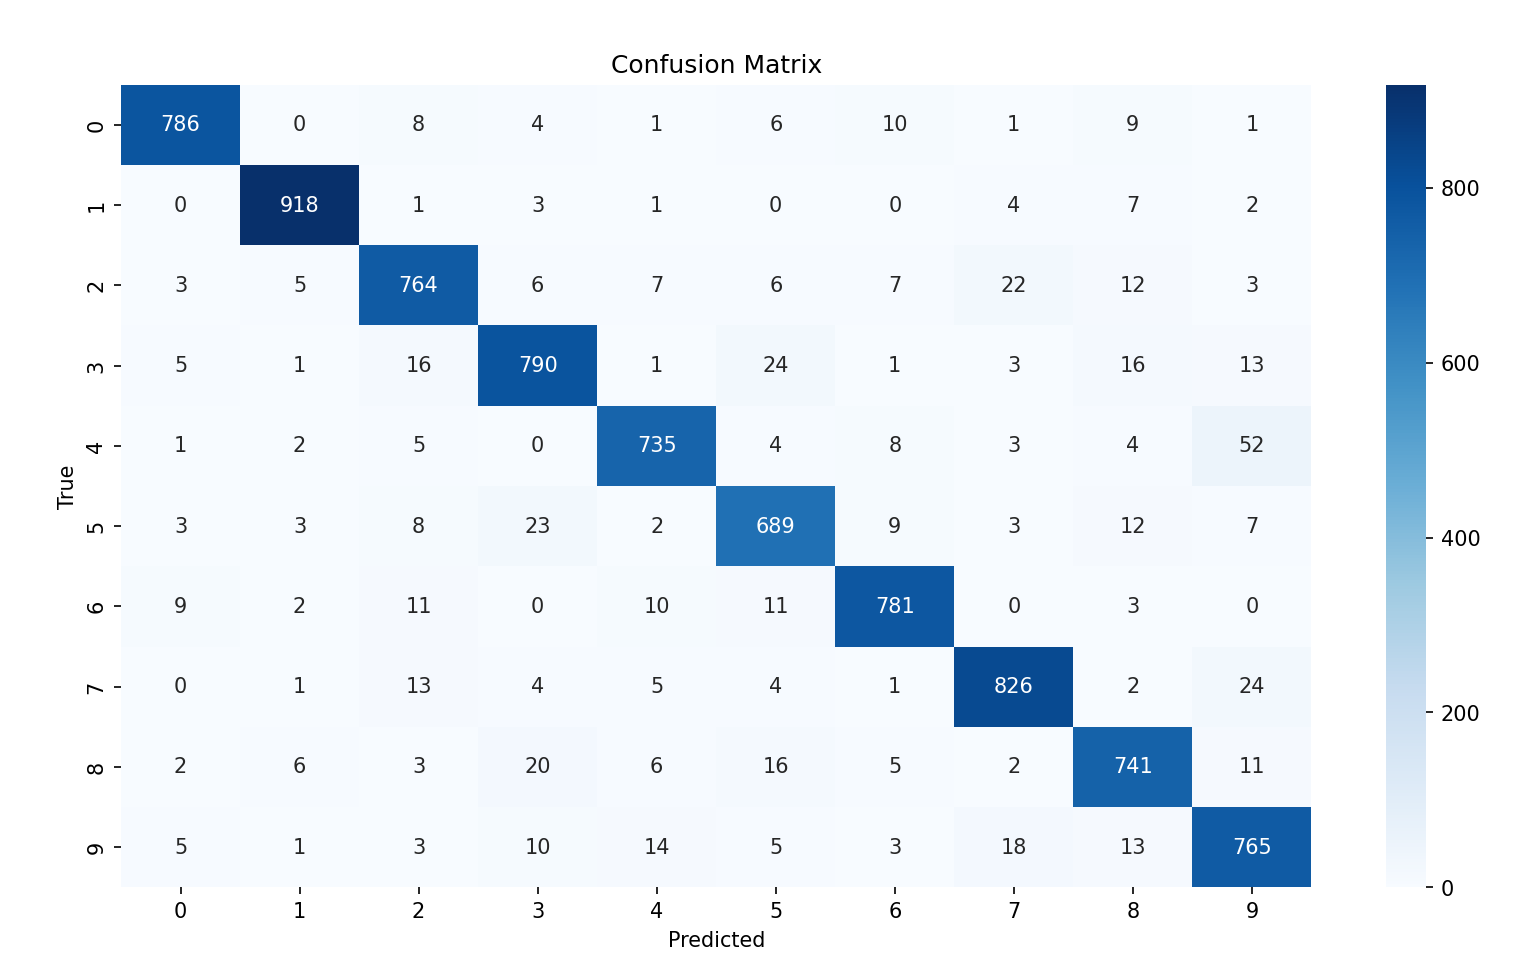 Confusion Matrix
0 786 0 8 4 1 6 10 1 9 1
1 0 918 1 3 1 0 0 4 7 2
2 3 5 764 6 7 6 7 22 12 3
3 5 1 16 790 1 24 1 3 16 13
4 1 2 5 0 735 4 8 3 4 52
5 3 3 8 23 2 689 9 3 12 7
6 9 2 11 0 10 11 781 0 3 0
7 0 1 13 4 5 4 1 826 2 24
8 2 6 3 20 6 16 5 2 741 11
9 5 1 3 10 14 5 3 18 13 765
0 1 2 3 4 5 6 7 8 9
Predicted
True
800
600
400
200
0